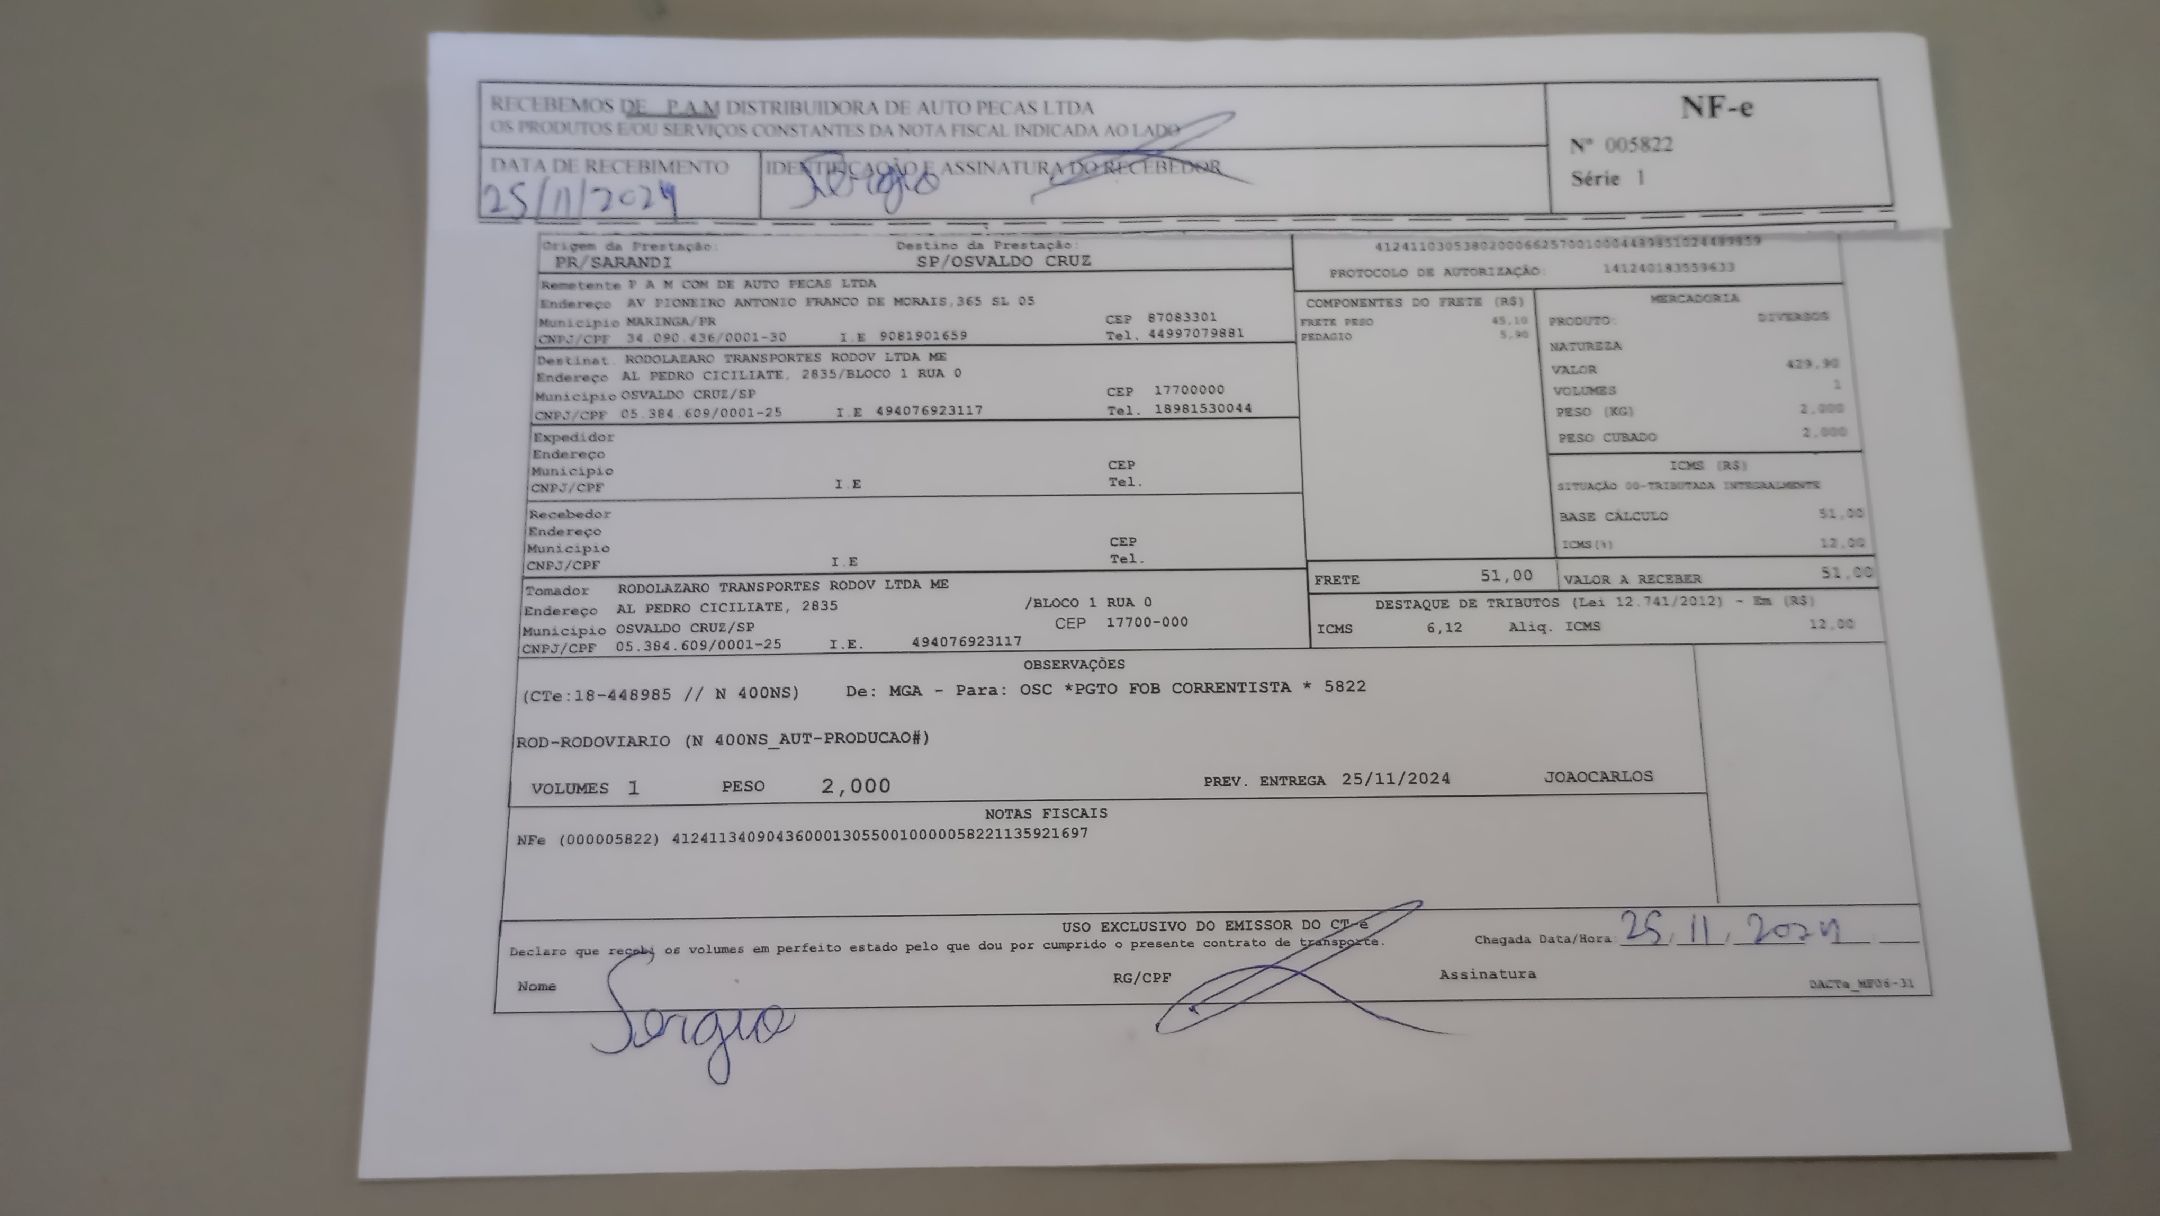 RECEBEMOS DE P.A.M DISTRIBUIDORA DE AUTO PECAS LTDA
OS PRODUTOS E/OU SERVIÇOS CONSTANTES DA NOTA FISCAL INDICADA AO LADO
DATA DE RECEBIMENTO
25/11/2024
IDENTIFICAÇÃO E ASSINATURA DO RECEBEDOR
Sergio
NF-e
Nº 005822
Série 1
Origem da Prestação:
PR/SARANDI
Destino da Prestação:
SP/OSVALDO CRUZ
41241103053802000662570010004489851024489859
PROTOCOLO DE AUTORIZAÇÃO: 141240183559633
Remetente P A M COM DE AUTO PECAS LTDA
Endereço AV PIONEIRO ANTONIO FRANCO DE MORAIS,365 SL 05
Municipio MARINGA/PR CEP 87083301
CNPJ/CPF 34.090.436/0001-30 I.E 9081901659 Tel. 44997079881
Destinat. RODOLAZARO TRANSPORTES RODOV LTDA ME
Endereço AL PEDRO CICILIATE, 2835/BLOCO 1 RUA 0
Municipio OSVALDO CRUZ/SP CEP 17700000
CNPJ/CPF 05.384.609/0001-25 I.E 494076923117 Tel. 18981530044
Expedidor
Endereço
Municipio CEP
CNPJ/CPF I.E Tel.
Recebedor
Endereço
Municipio CEP
CNPJ/CPF I.E Tel.
Tomador RODOLAZARO TRANSPORTES RODOV LTDA ME
Endereço AL PEDRO CICILIATE, 2835 /BLOCO 1 RUA 0
Municipio OSVALDO CRUZ/SP CEP 17700-000
CNPJ/CPF 05.384.609/0001-25 I.E. 494076923117
COMPONENTES DO FRETE (R$)
FRETE PESO 45,10
PEDAGIO 5,90
MERCADORIA
PRODUTO: DIVERSOS
NATUREZA
VALOR 429,90
VOLUMES 1
PESO (KG) 2,000
PESO CUBADO 2,000
ICMS (R$)
SITUAÇÃO 00-TRIBUTADA INTEGRALMENTE
BASE CÁLCULO 51,00
ICMS(%) 12,00
FRETE 51,00 VALOR A RECEBER 51,00
DESTAQUE DE TRIBUTOS (Lei 12.741/2012) - Em (R$)
ICMS 6,12 Aliq. ICMS 12,00
OBSERVAÇÕES
(CTe:18-448985 // N 400NS) De: MGA - Para: OSC *PGTO FOB CORRENTISTA * 5822
ROD-RODOVIARIO (N 400NS_AUT-PRODUCAO#)
VOLUMES 1 PESO 2,000 PREV. ENTREGA 25/11/2024 JOAOCARLOS
NOTAS FISCAIS
NFe (000005822) 41241134090436000130550010000058221135921697
USO EXCLUSIVO DO EMISSOR DO CT-e
Declaro que recebi os volumes em perfeito estado pelo que dou por cumprido o presente contrato de transporte.
Chegada Data/Hora 25/11/2024
Nome RG/CPF Assinatura
Sergio
DACTe_MF06-31